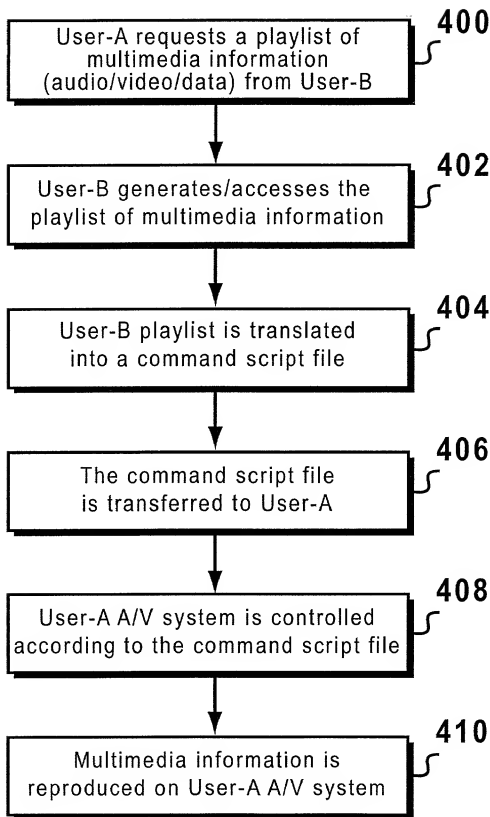 400
User-A requests a playlist of
multimedia information
(audio/video/data) from User-B
402
User-B generates/accesses the
playlist of multimedia information
404
User-B playlist is translated
into a command script file
406
The command script file
is transferred to User-A
408
User-A A/V system is controlled
according to the command script file
410
Multimedia information is
reproduced on User-A A/V system